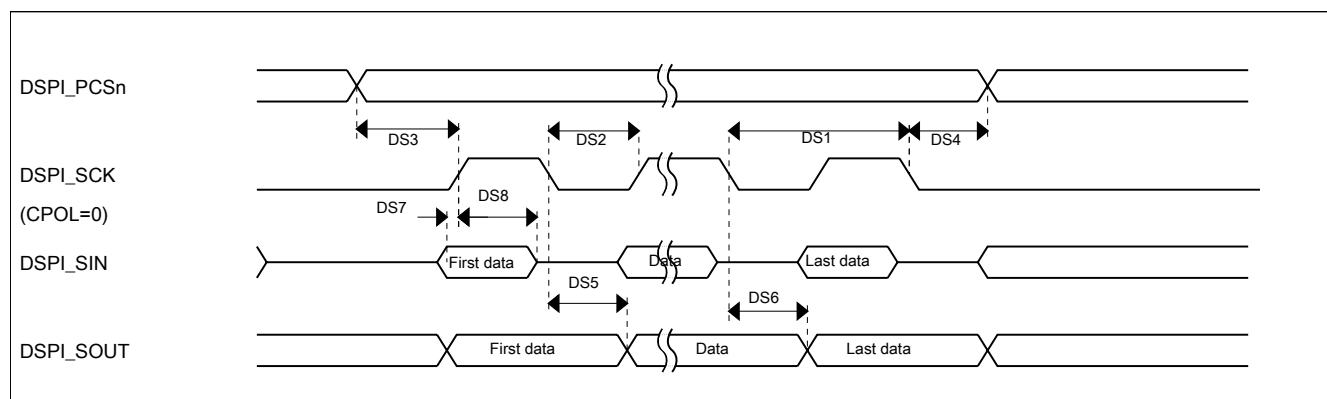 DSPI_PCSn
DS3
DS2
DS1
DS4
DSPI_SCK
(CPOL=0)
DS7
DS8
DSPI_SIN
First data
Data
Last data
DS5
DS6
DSPI_SOUT
First data
Data
Last data